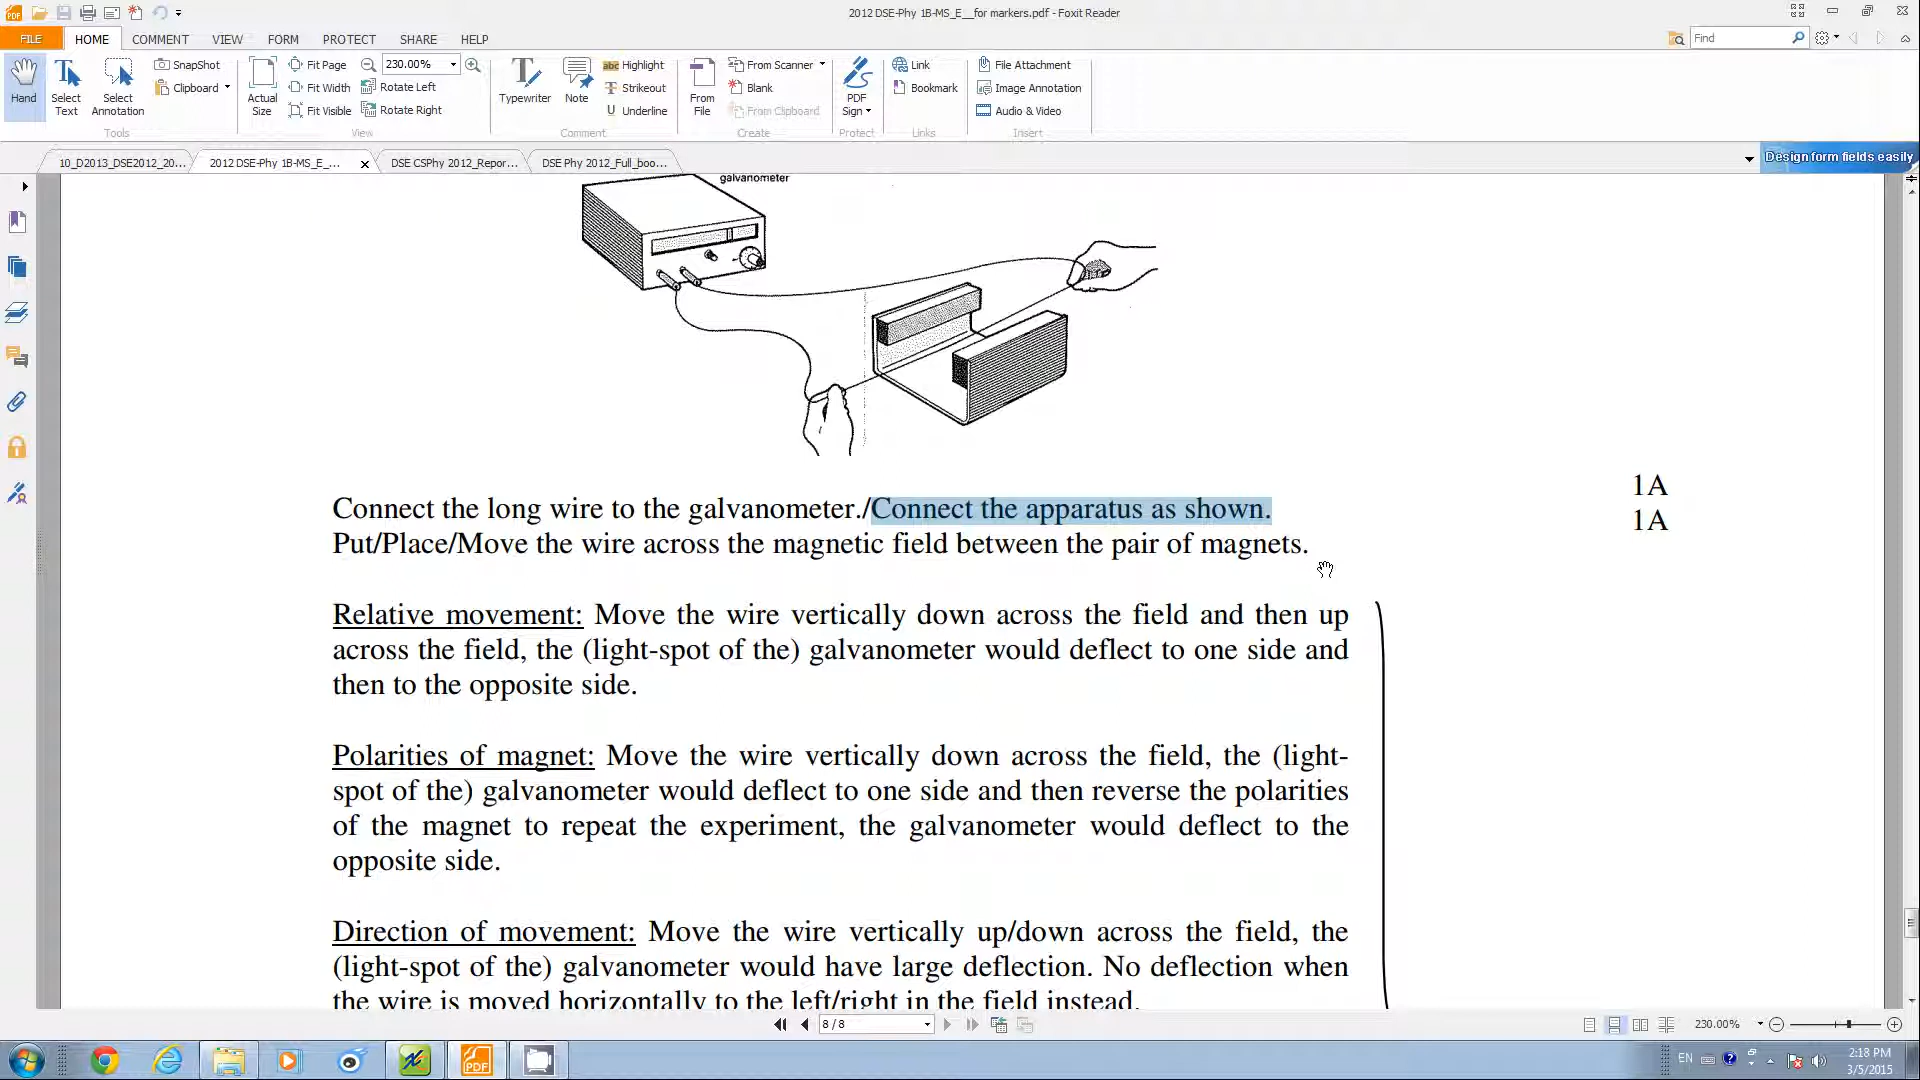 2012 DSE-Phy 1B-MS_E__for markers.pdf - Foxit Reader
FILE HOME COMMENT VIEW FORM PROTECT SHARE HELP
Find
Hand
Select Text
Select Annotation
SnapShot
Clipboard
Tools
Actual Size
Fit Page
Fit Width
Fit Visible
230.00%
Rotate Left
Rotate Right
View
Typewriter
Note
Highlight
Strikeout
Underline
Comment
From File
From Scanner
Blank
From Clipboard
Create
PDF Sign
Protect
Link
Bookmark
Links
File Attachment
Image Annotation
Audio & Video
Insert
10_D2013_DSE2012_20... 2012 DSE-Phy 1B-MS_E_... DSE CSPhy 2012_Repor... DSE Phy 2012_Full_boo...
Design form fields easily
galvanometer
Connect the long wire to the galvanometer./Connect the apparatus as shown.
1A
Put/Place/Move the wire across the magnetic field between the pair of magnets.
1A
Relative movement: Move the wire vertically down across the field and then up
across the field, the (light-spot of the) galvanometer would deflect to one side and
then to the opposite side.
Polarities of magnet: Move the wire vertically down across the field, the (light-
spot of the) galvanometer would deflect to one side and then reverse the polarities
of the magnet to repeat the experiment, the galvanometer would deflect to the
opposite side.
Direction of movement: Move the wire vertically up/down across the field, the
(light-spot of the) galvanometer would have large deflection. No deflection when
the wire is moved horizontally to the left/right in the field instead.
8 / 8
230.00%
EN
2:18 PM
3/5/2015